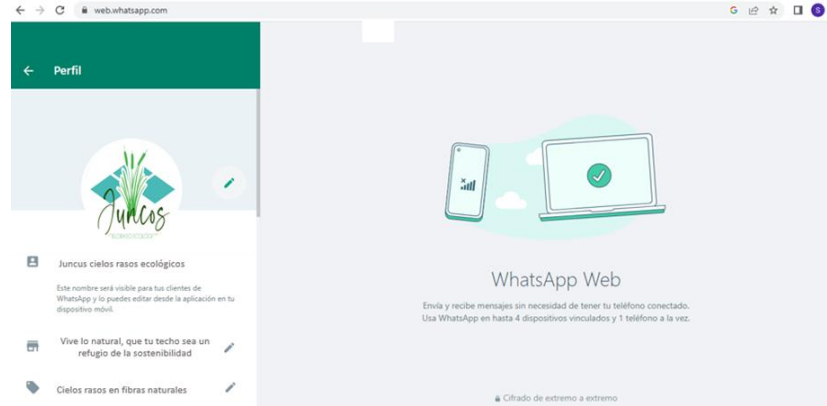 web.whatsapp.com
Perfil
Juncos
Juncus cielos rasos ecológicos
Este nombre será visible para tus clientes de
WhatsApp y lo puedes editar desde la aplicación en tu
dispositivo móvil.
Vive lo natural, que tu techo sea un
refugio de la sostenibilidad
Cielos rasos en fibras naturales
WhatsApp Web
Envía y recibe mensajes sin necesidad de tener tu teléfono conectado.
Usa WhatsApp en hasta 4 dispositivos vinculados y 1 teléfono a la vez.
Cifrado de extremo a extremo